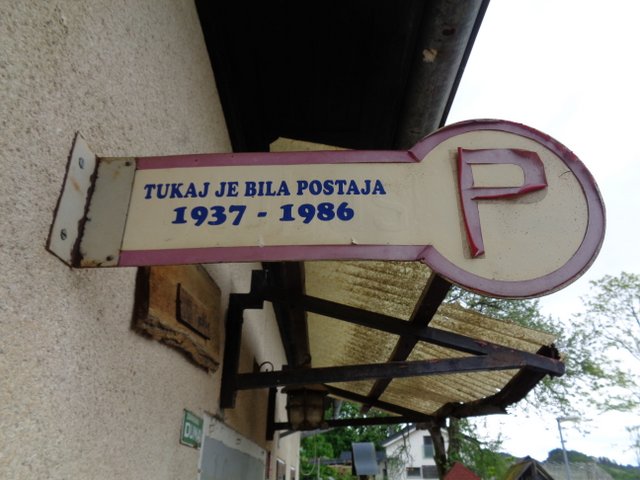 TUKAJ JE BILA POSTAJA
1937 - 1986
P